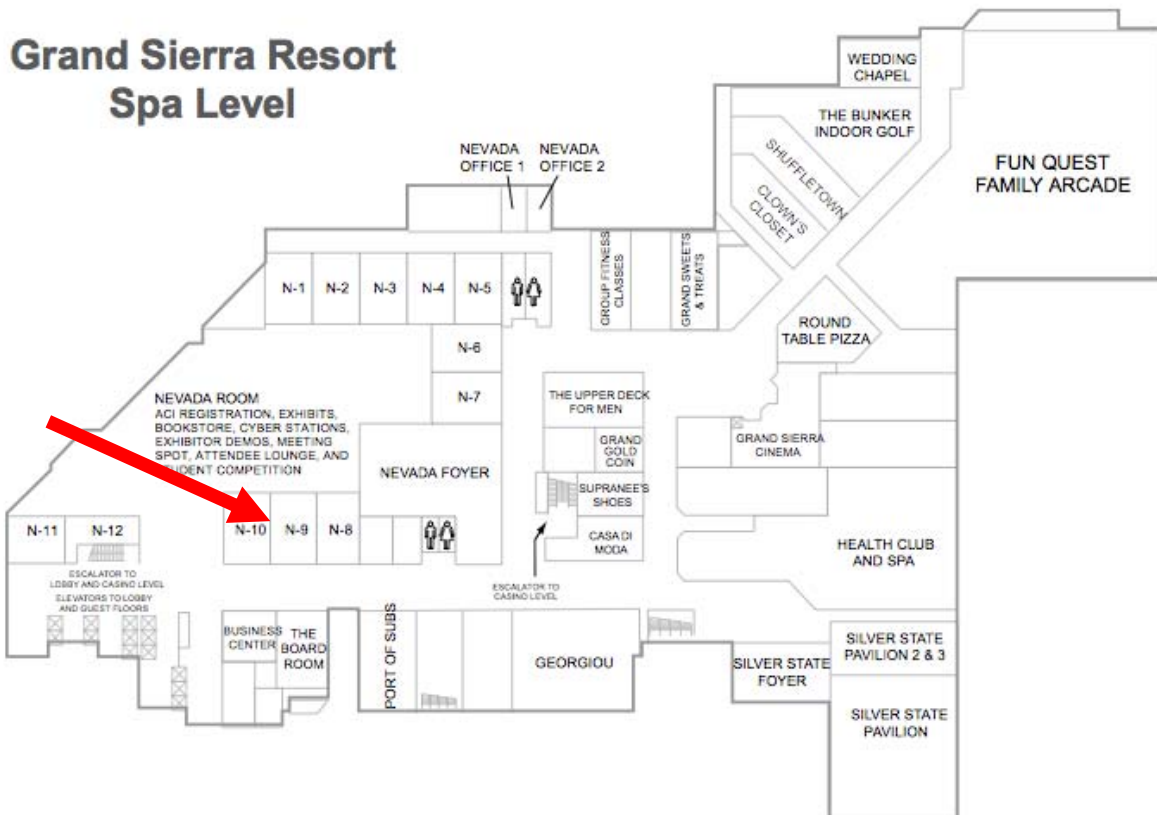 Grand Sierra Resort
Spa Level
WEDDING
CHAPEL
THE BUNKER
INDOOR GOLF
SHUFFLETOWN
CLOWN'S
CLOSET
FUN QUEST
FAMILY ARCADE
NEVADA
OFFICE 1
NEVADA
OFFICE 2
N-1
N-2
N-3
N-4
N-5
GROUP FITNESS
CLASSES
GRAND SWEETS
& TREATS
ROUND
TABLE PIZZA
N-6
N-7
NEVADA ROOM
ACI REGISTRATION, EXHIBITS,
BOOKSTORE, CYBER STATIONS,
EXHIBITOR DEMOS, MEETING
SPOT, ATTENDEE LOUNGE, AND
COMPETITION
THE UPPER DECK
FOR MEN
GRAND
GOLD
COIN
GRAND SIERRA
CINEMA
NEVADA FOYER
SUPRANEE'S
SHOES
CASA DI
MODA
N-11
N-12
N-10
N-9
N-8
HEALTH CLUB
AND SPA
ESCALATOR TO
LOBBY AND CASINO LEVEL
ELEVATORS TO LOBBY
AND GUEST FLOORS
ESCALATOR TO
CASINO LEVEL
BUSINESS
CENTER
THE
BOARD
ROOM
PORT OF SUBS
GEORGIOU
SILVER STATE
FOYER
SILVER STATE
PAVILION 2 & 3
SILVER STATE
PAVILION